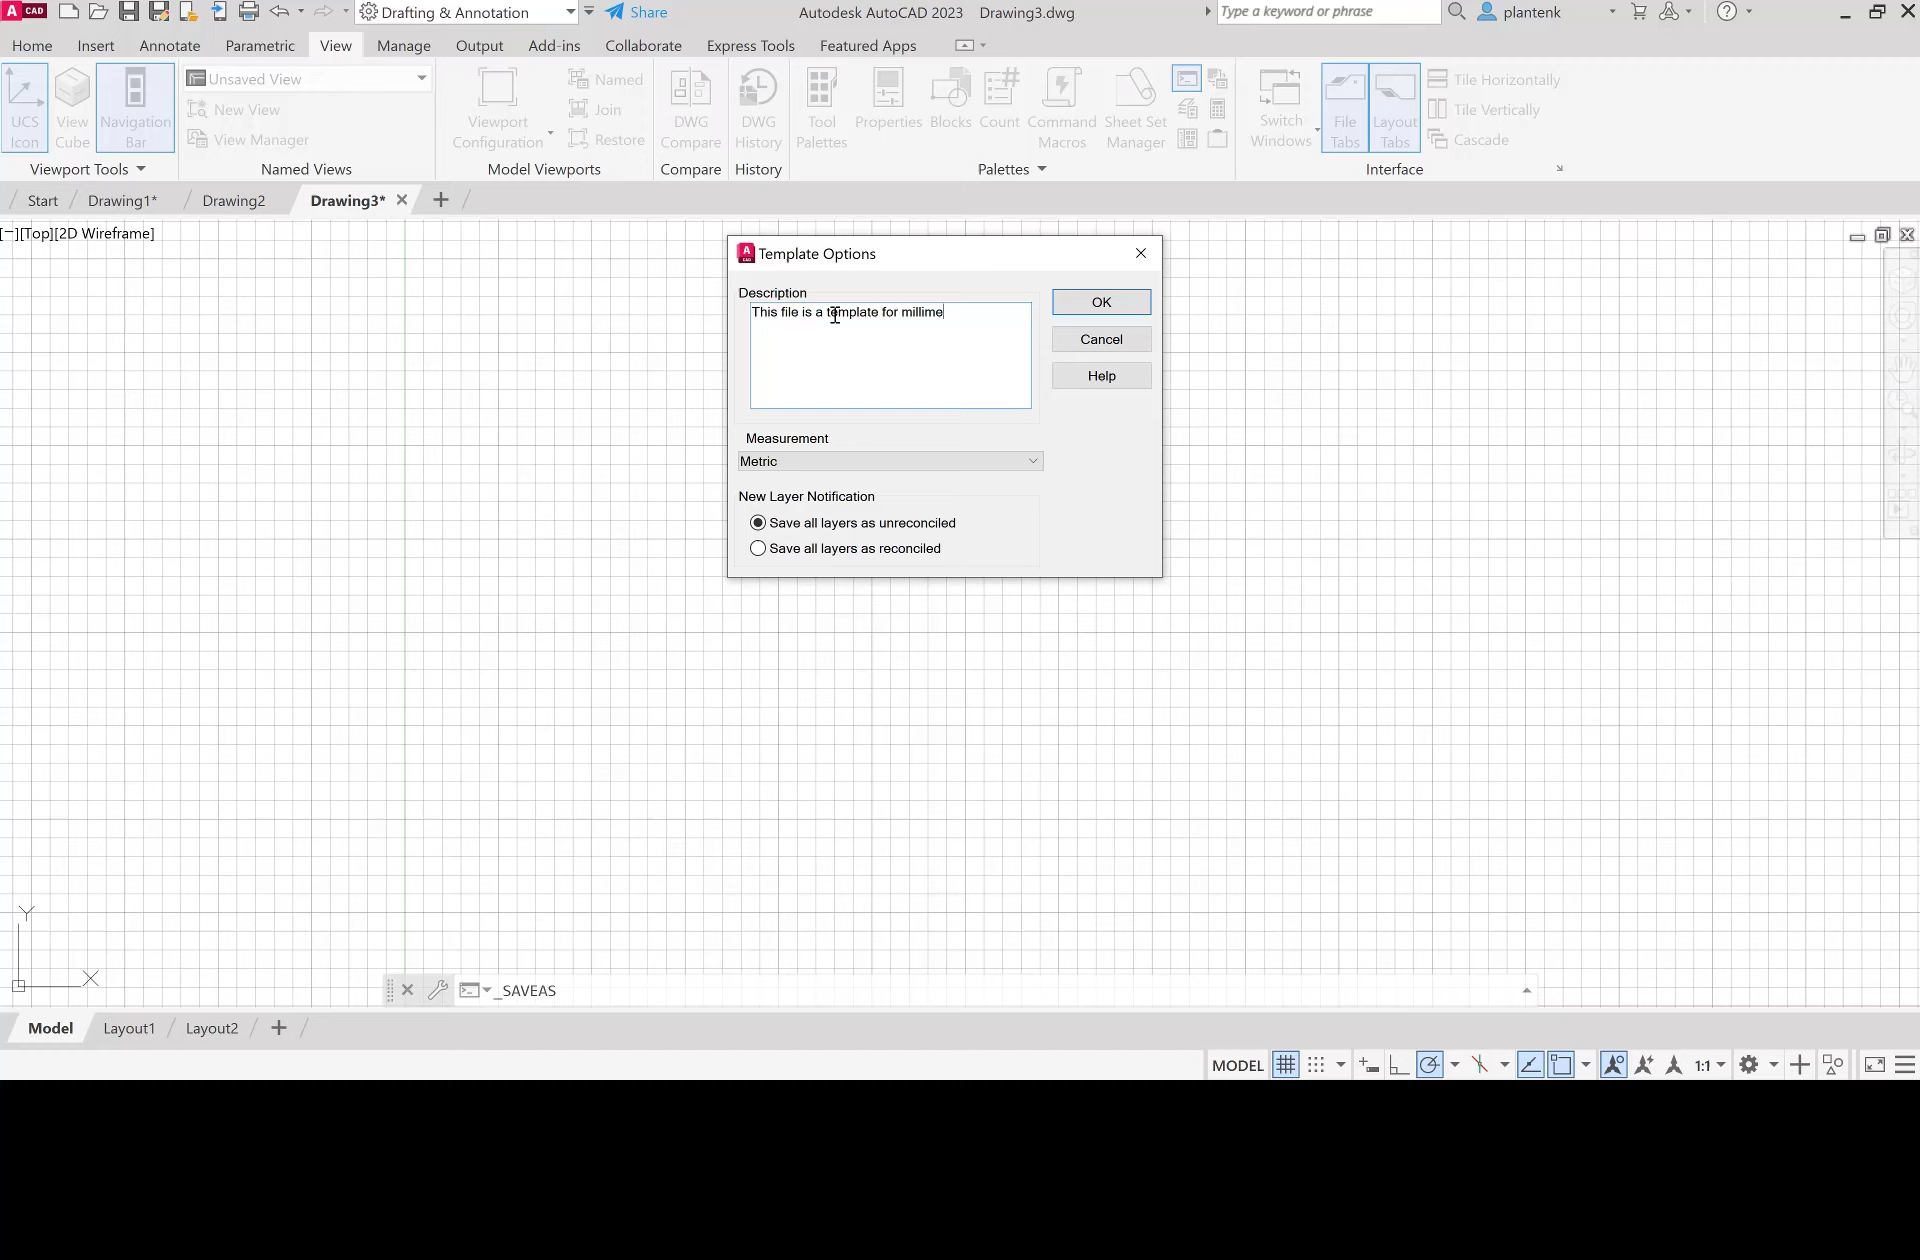 A CAD
Drafting & Annotation
Share
Autodesk AutoCAD 2023 Drawing3.dwg
Type a keyword or phrase
plantenk
Home Insert Annotate Parametric View Manage Output Add-ins Collaborate Express Tools Featured Apps
UCS Icon
View Cube
Navigation Bar
Viewport Tools
Unsaved View
New View
View Manager
Named Views
Viewport Configuration
Named
Join
Restore
Model Viewports
DWG Compare
Compare
DWG History
History
Tool Palettes
Properties
Blocks
Count
Command Macros
Sheet Set Manager
Palettes
Switch Windows
File Tabs
Layout Tabs
Tile Horizontally
Tile Vertically
Cascade
Interface
Start Drawing1* Drawing2 Drawing3*
[−][Top][2D Wireframe]
A CAD Template Options
Description
This file is a template for millime
OK
Cancel
Help
Measurement
Metric
New Layer Notification
Save all layers as unreconciled
Save all layers as reconciled
Y
X
_SAVEAS
Model Layout1 Layout2
MODEL
1:1